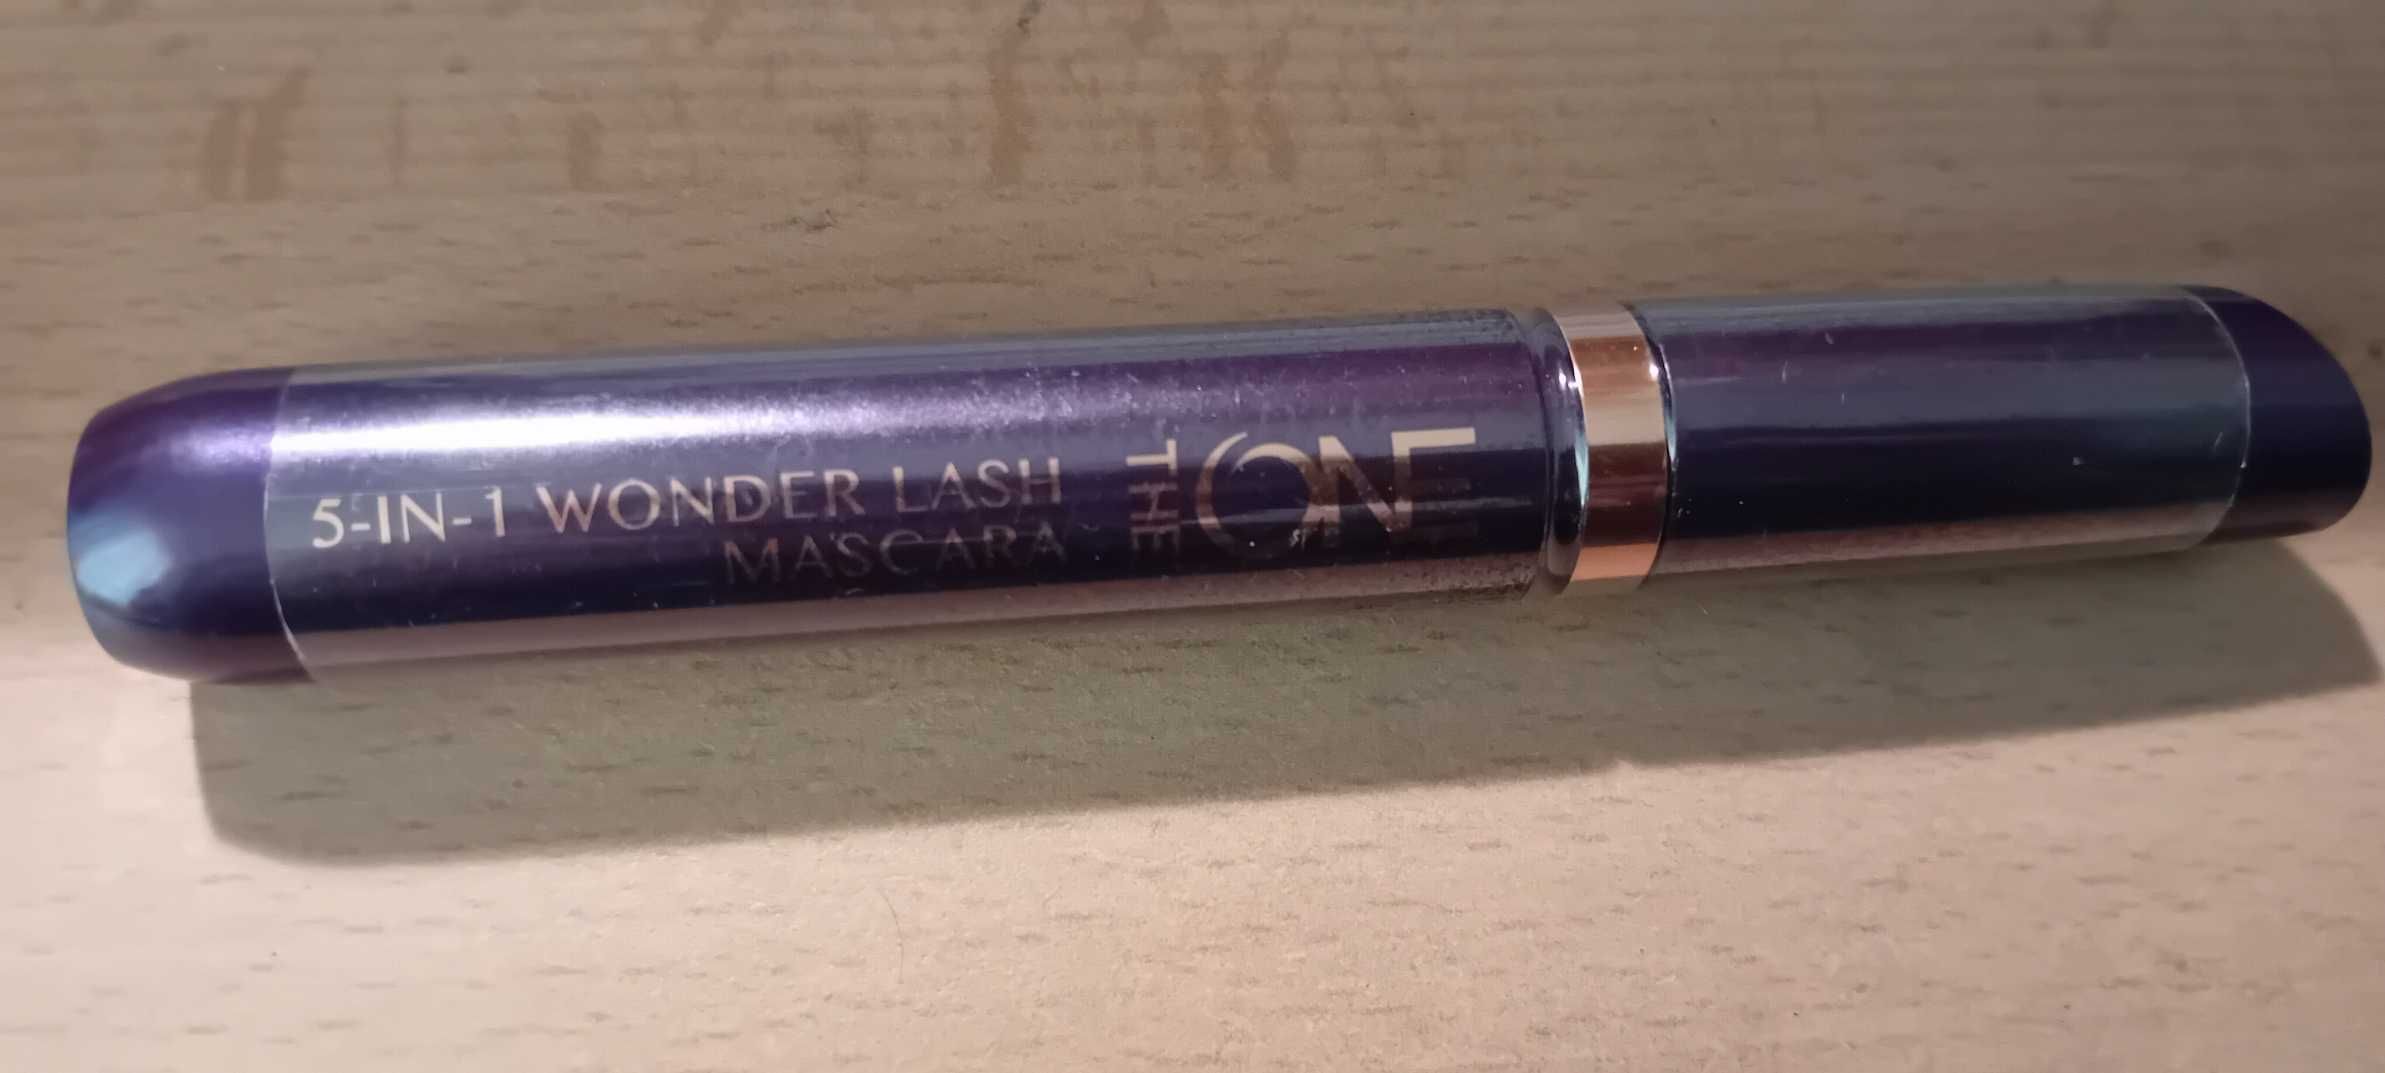 5-IN-1 WONDER LASH
MASCARA
THE
ONE